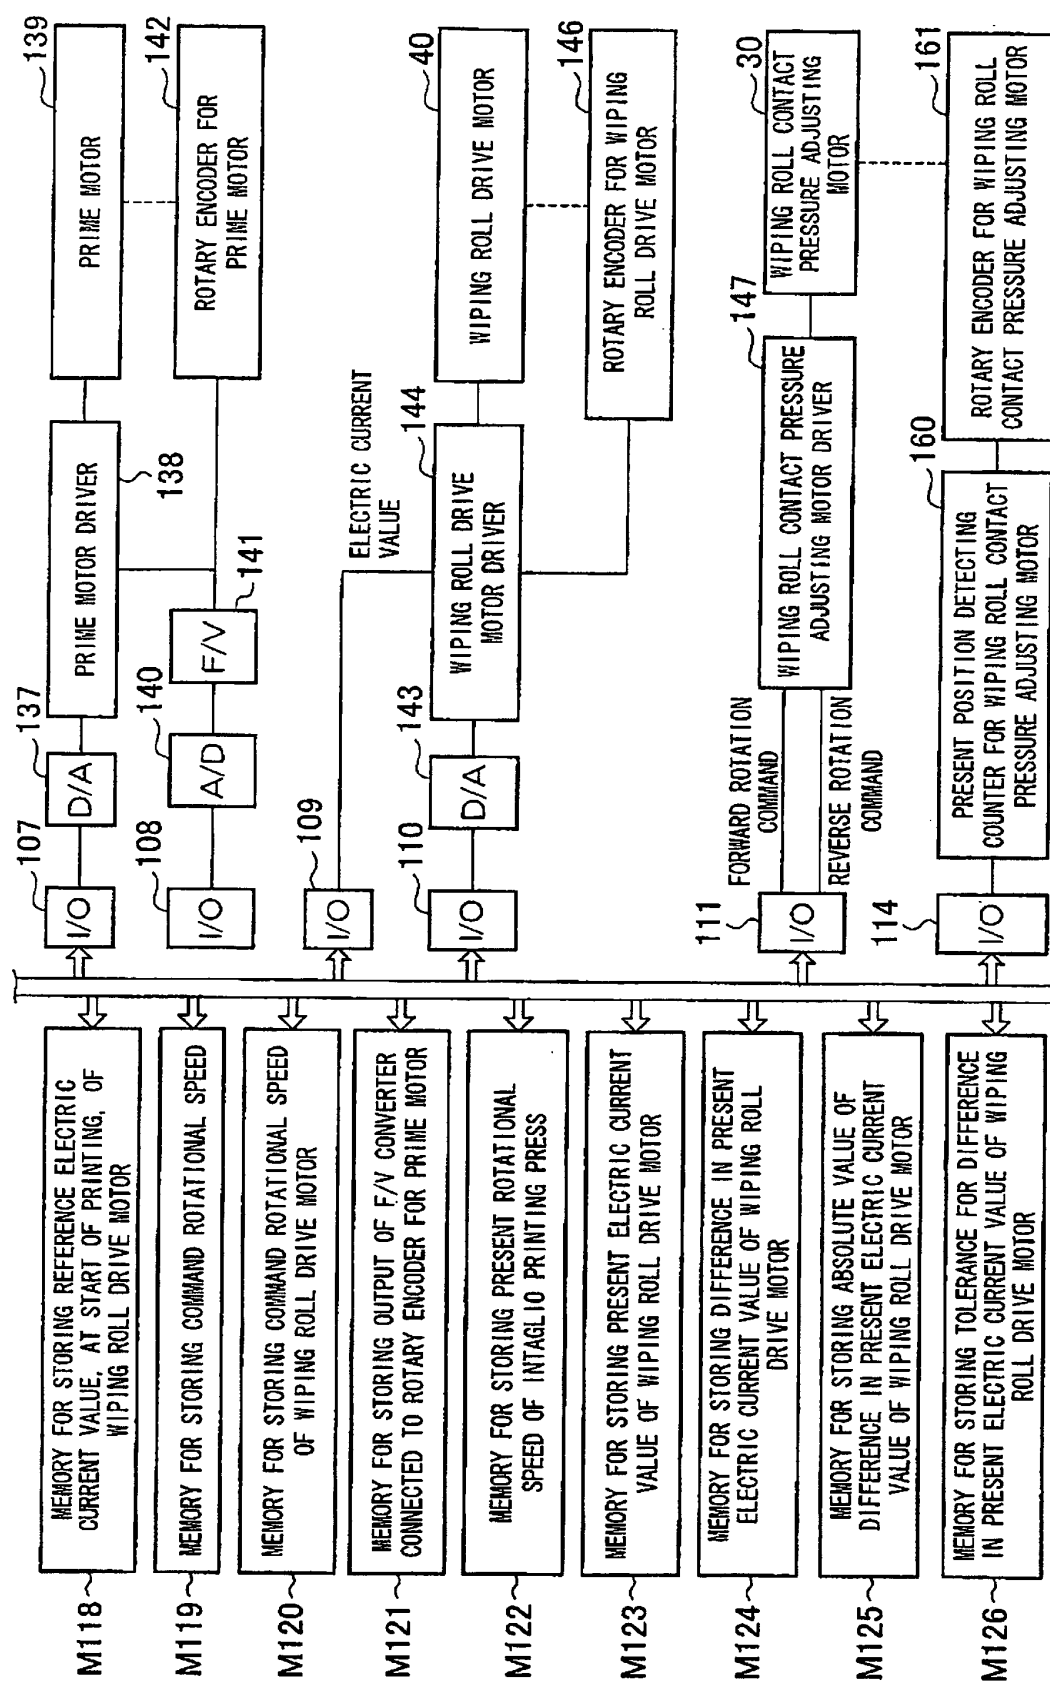 M118
MEMORY FOR STORING REFERENCE ELECTRIC
CURRENT VALUE, AT START OF PRINTING, OF
WIPING ROLL DRIVE MOTOR
M119
MEMORY FOR STORING COMMAND ROTATIONAL SPEED
M120
MEMORY FOR STORING COMMAND ROTATIONAL SPEED
OF WIPING ROLL DRIVE MOTOR
M121
MEMORY FOR STORING OUTPUT OF F/V CONVERTER
CONNECTED TO ROTARY ENCODER FOR PRIME MOTOR
M122
MEMORY FOR STORING PRESENT ROTATIONAL
SPEED OF INTAGLIO PRINTING PRESS
M123
MEMORY FOR STORING PRESENT ELECTRIC CURRENT
VALUE OF WIPING ROLL DRIVE MOTOR
M124
MEMORY FOR STORING DIFFERENCE IN PRESENT
ELECTRIC CURRENT VALUE OF WIPING ROLL
DRIVE MOTOR
M125
MEMORY FOR STORING ABSOLUTE VALUE OF
DIFFERENCE IN PRESENT ELECTRIC CURRENT
VALUE OF WIPING ROLL DRIVE MOTOR
M126
MEMORY FOR STORING TOLERANCE FOR DIFFERENCE
IN PRESENT ELECTRIC CURRENT VALUE OF WIPING
ROLL DRIVE MOTOR
107
I/O
137
D/A
PRIME MOTOR DRIVER
138
139
PRIME MOTOR
108
I/O
140
A/D
F/V
141
142
ROTARY ENCODER FOR
PRIME MOTOR
109
I/O
ELECTRIC CURRENT
VALUE
110
I/O
143
D/A
144
WIPING ROLL DRIVE
MOTOR DRIVER
40
WIPING ROLL DRIVE MOTOR
146
ROTARY ENCODER FOR WIPING
ROLL DRIVE MOTOR
111
I/O
FORWARD ROTATION
COMMAND
REVERSE ROTATION
COMMAND
147
WIPING ROLL CONTACT PRESSURE
ADJUSTING MOTOR DRIVER
30
WIPING ROLL CONTACT
PRESSURE ADJUSTING
MOTOR
114
I/O
160
PRESENT POSITION DETECTING
COUNTER FOR WIPING ROLL CONTACT
PRESSURE ADJUSTING MOTOR
161
ROTARY ENCODER FOR WIPING ROLL
CONTACT PRESSURE ADJUSTING MOTOR